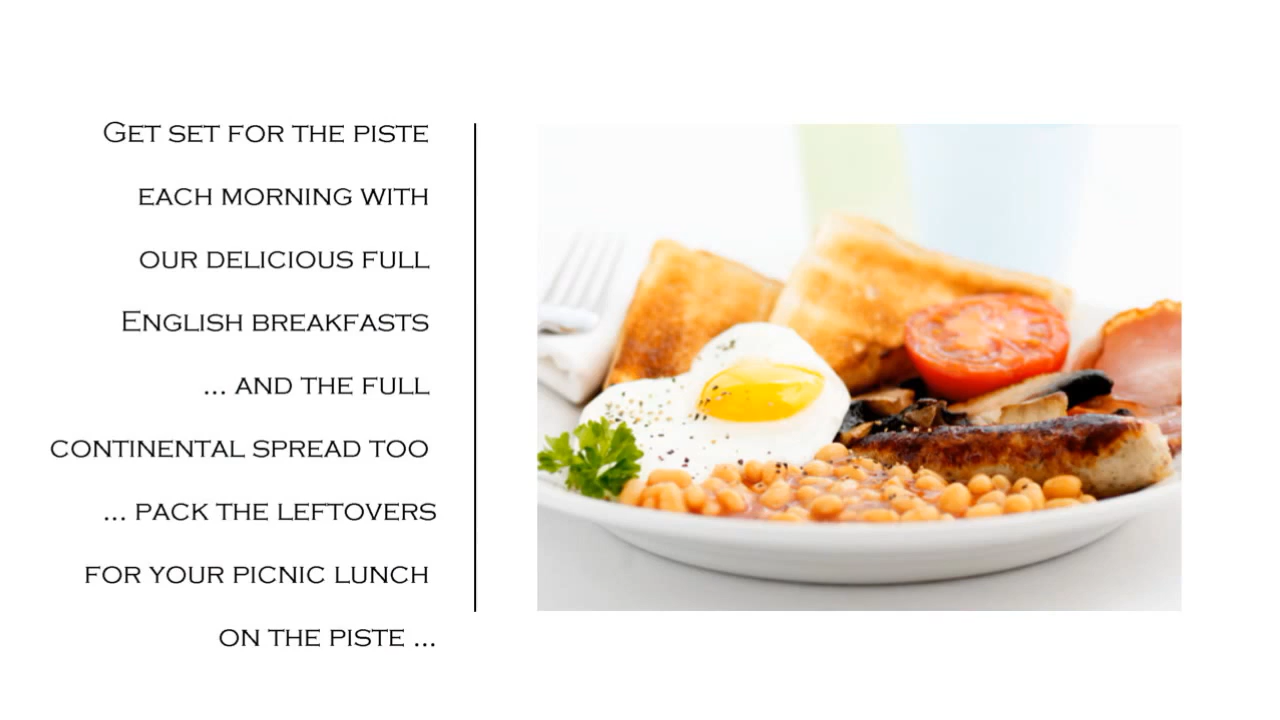 Get set for the piste
each morning with
our delicious full
English breakfasts
... and the full
continental spread too
... pack the leftovers
for your picnic lunch
on the piste ...